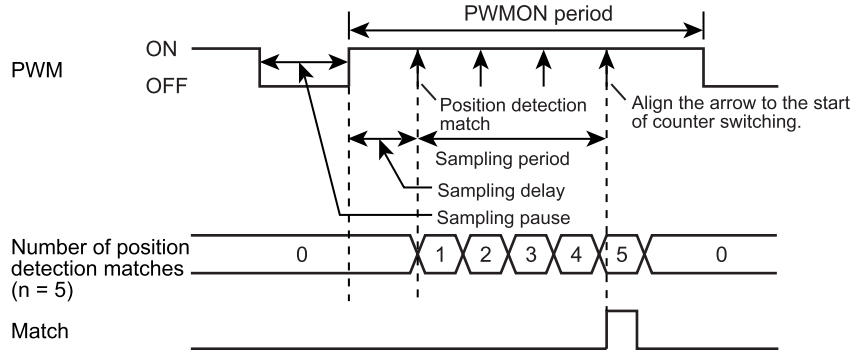 PWMON period
ON
PWM
OFF
Position detection
match
Align the arrow to the start
of counter switching.
Sampling period
Sampling delay
Sampling pause
Number of position
detection matches
(n = 5)
0 1 2 3 4 5 0
Match